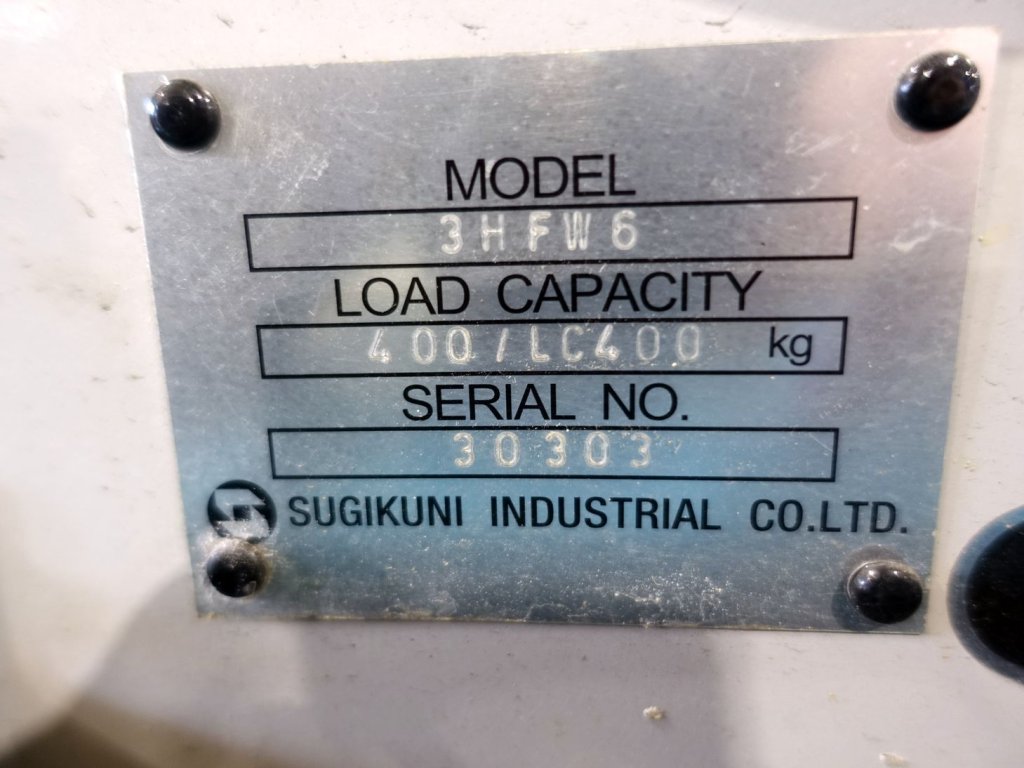 MODEL
3HFW6
LOAD CAPACITY
400/LC400 kg
SERIAL NO.
30303
SUGIKUNI INDUSTRIAL CO.LTD.